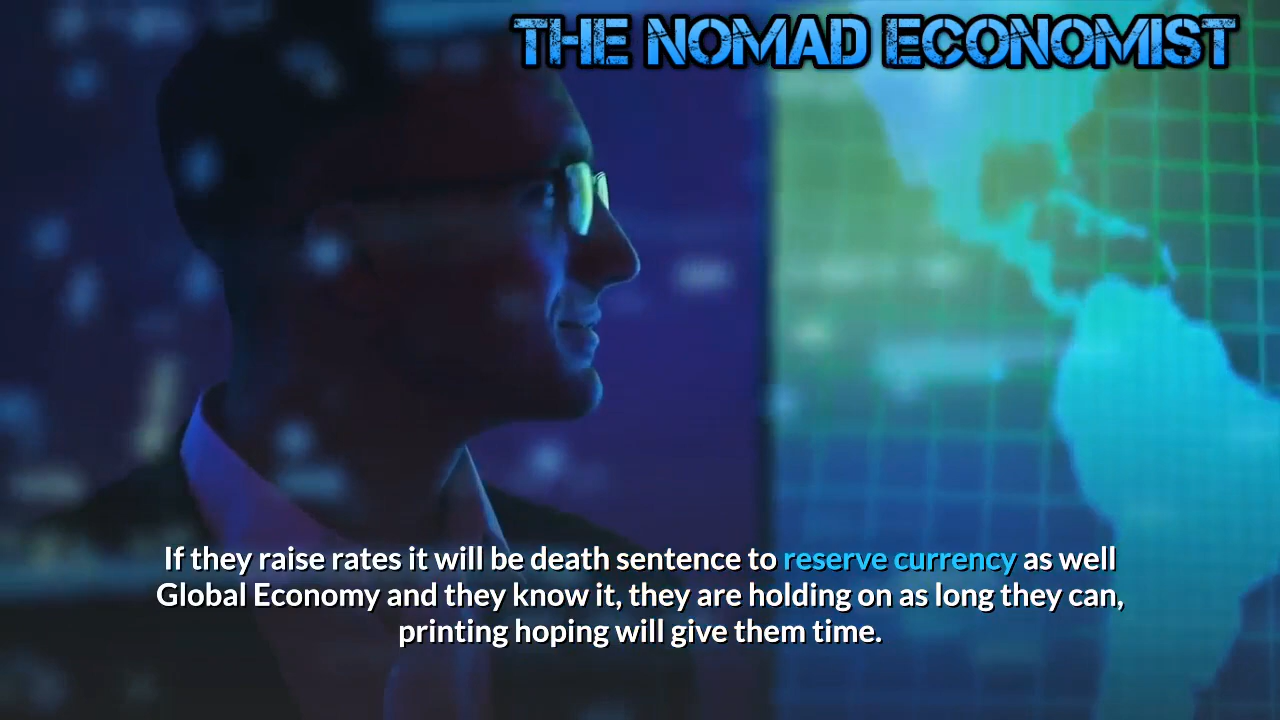 THE NOMAD ECONOMIST
If they raise rates it will be death sentence to reserve currency as well
Global Economy and they know it, they are holding on as long they can,
printing hoping will give them time.